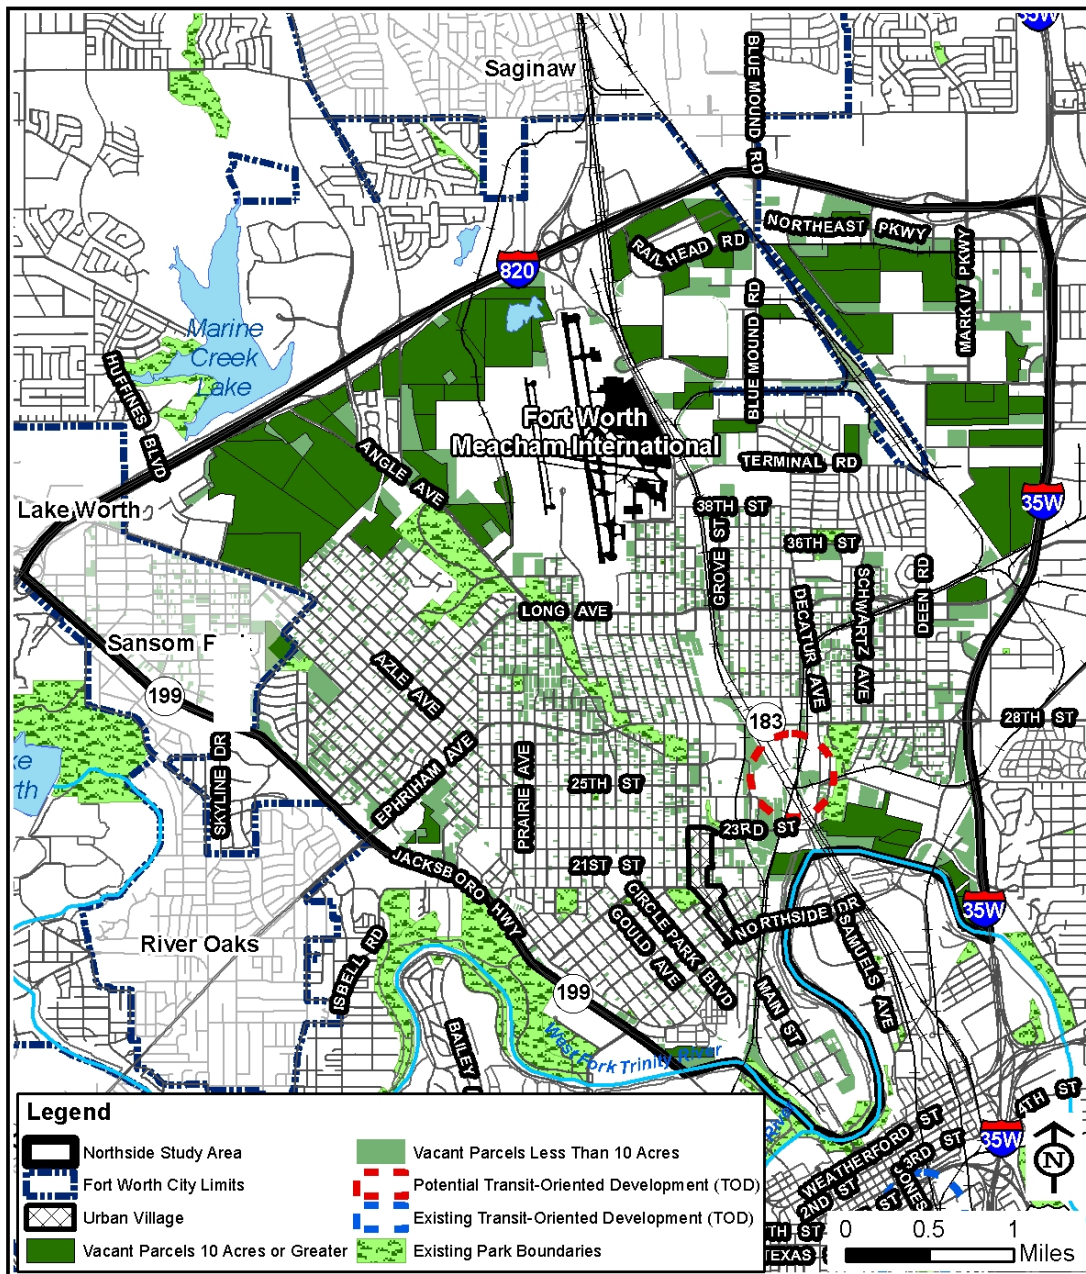 35W
Saginaw
BLUE MOUND RD
NORTHEAST PKWY
RAILHEAD RD
MARK IV PKWY
820
BLUE MOUND RD
Marine
Creek
Lake
HUFFINES BLVD
Fort Worth
Meacham International
ANGLE AVE
TERMINAL RD
35W
Lake Worth
38TH ST
36TH ST
GROVE ST
SCHWARTZ AVE
DEEN RD
DECATUR AVE
LONG AVE
Sansom
AZLE AVE
199
183
28TH ST
SKYLINE DR
EPHRIHAM AVE
PRAIRIE AVE
25TH ST
23RD ST
JACKSBORO HWY
21ST ST
CIRCLE PARK BLVD
GOULD AVE
NORTHSIDE DR
35W
River Oaks
ISBELL RD
SAMUELS AVE
MAIN ST
199
BAILEY
West Fork Trinity River
River
4TH ST
WEATHERFORD ST
3RD ST
2ND ST
35W
N
TEXAS
Legend
Northside Study Area
Fort Worth City Limits
Urban Village
Vacant Parcels 10 Acres or Greater
Vacant Parcels Less Than 10 Acres
Potential Transit-Oriented Development (TOD)
Existing Transit-Oriented Development (TOD)
Existing Park Boundaries
0 0.5 1
Miles